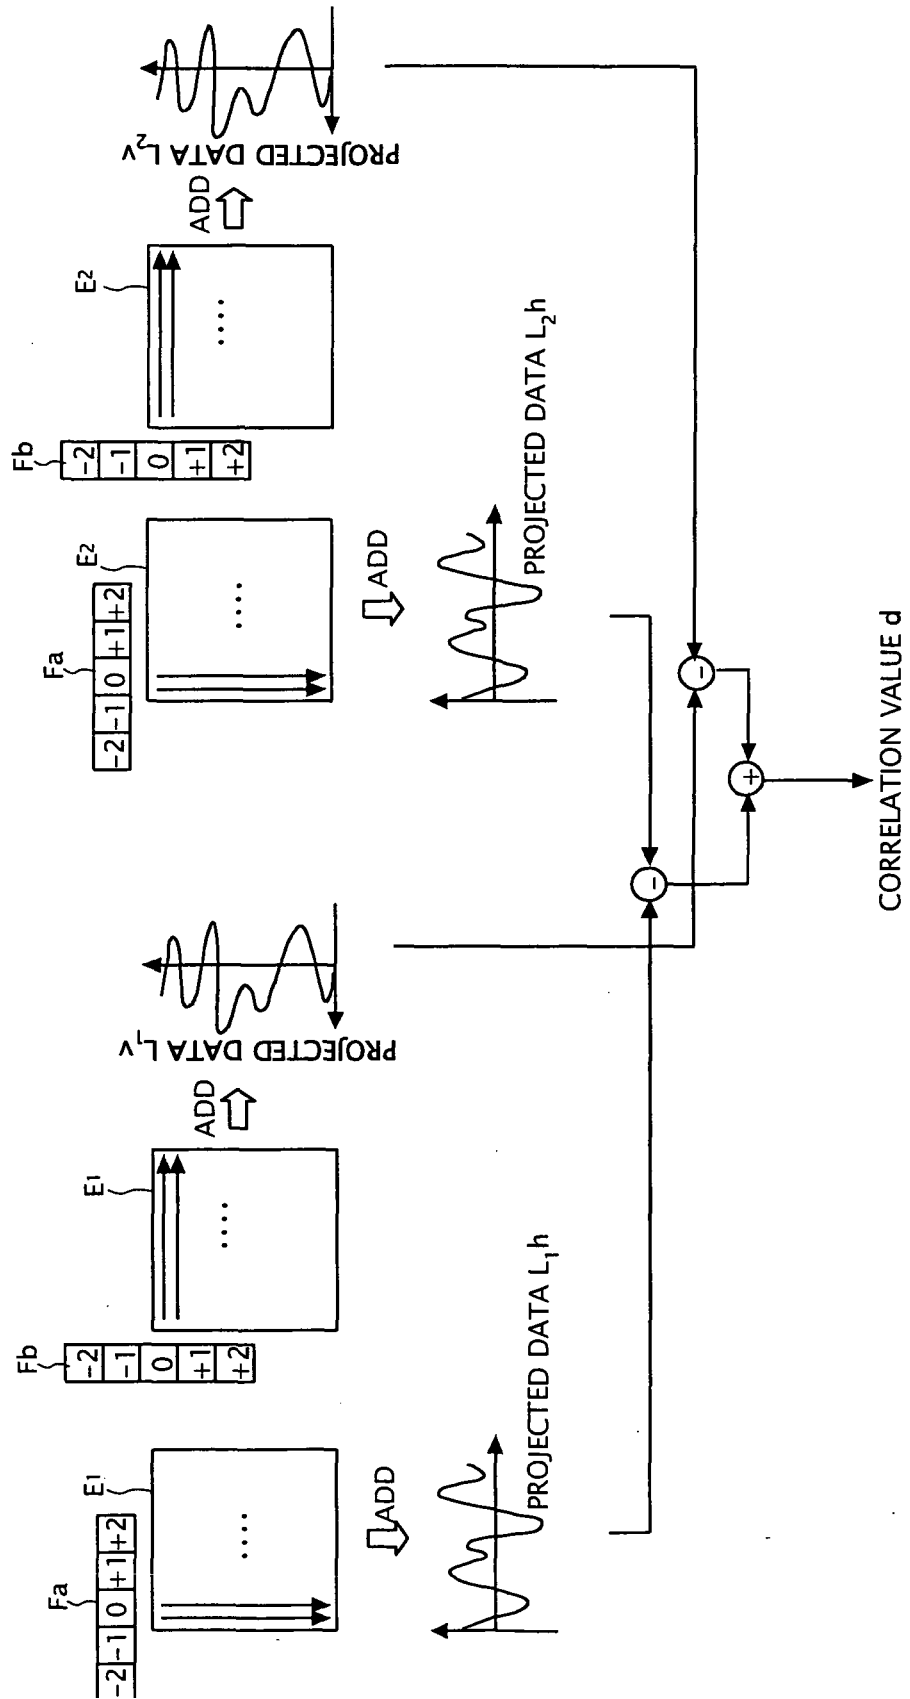 Fa
-2 -1 0 +1 +2
E1
ADD
PROJECTED DATA L1h
Fb
-2
-1
0
+1
+2
E1
ADD
PROJECTED DATA L1v
Fa
-2 -1 0 +1 +2
E2
ADD
PROJECTED DATA L2h
Fb
-2
-1
0
+1
+2
E2
ADD
PROJECTED DATA L2v
-
-
+
CORRELATION VALUE d